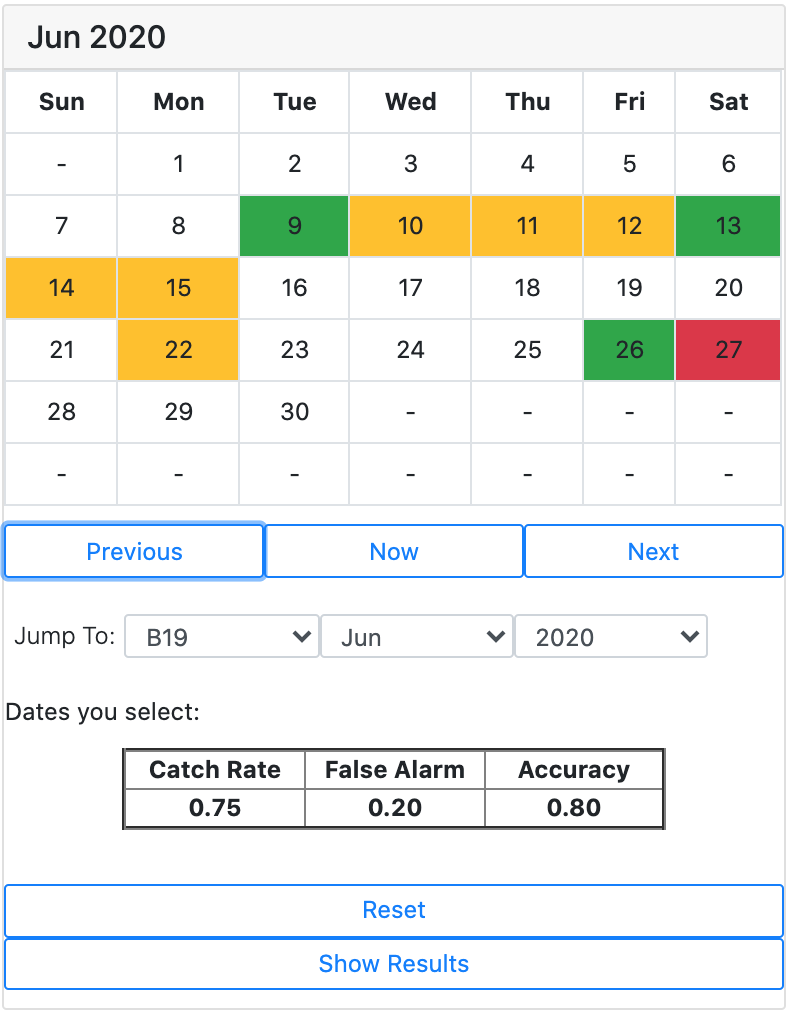 Jun 2020
Sun Mon Tue Wed Thu Fri Sat
- 1 2 3 4 5 6
7 8 9 10 11 12 13
14 15 16 17 18 19 20
21 22 23 24 25 26 27
28 29 30 - - - -
- - - - - - -
Previous Now Next
Jump To: B19 Jun 2020
Dates you select:
Catch Rate False Alarm Accuracy
0.75 0.20 0.80
Reset
Show Results